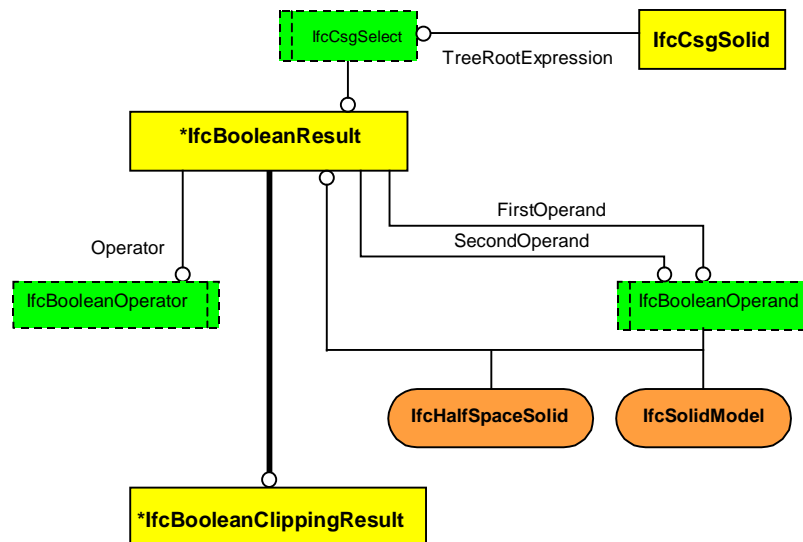 IfcCsgSelect
IfcCsgSolid
TreeRootExpression
*IfcBooleanResult
FirstOperand
Operator
SecondOperand
IfcBooleanOperator
IfcBooleanOperand
IfcHalfSpaceSolid
IfcSolidModel
*IfcBooleanClippingResult